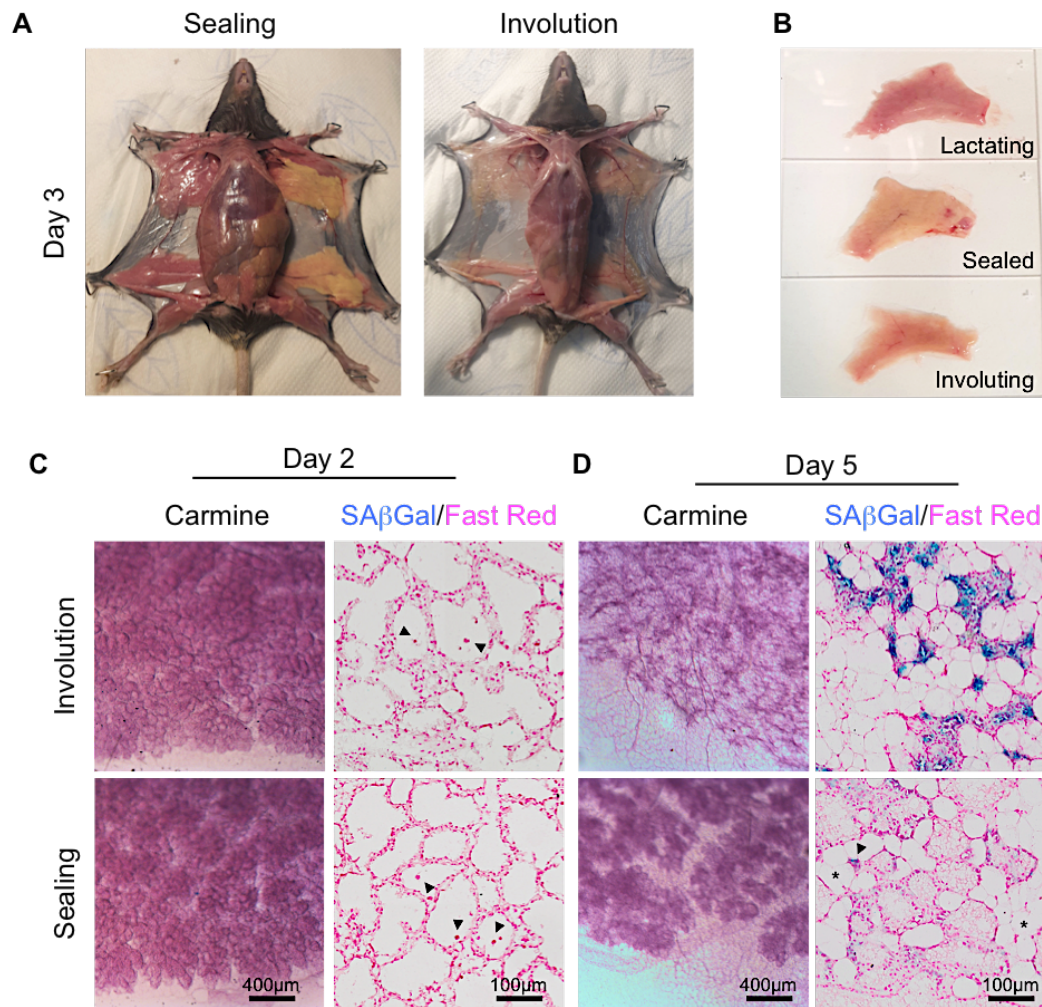 A
Sealing
Involution
B
Day 3
Lactating
Sealed
Involuting
C
Day 2
D
Day 5
Carmine
SAβGal/Fast Red
Carmine
SAβGal/Fast Red
Involution
Sealing
*
*
400µm
100µm
400µm
100µm